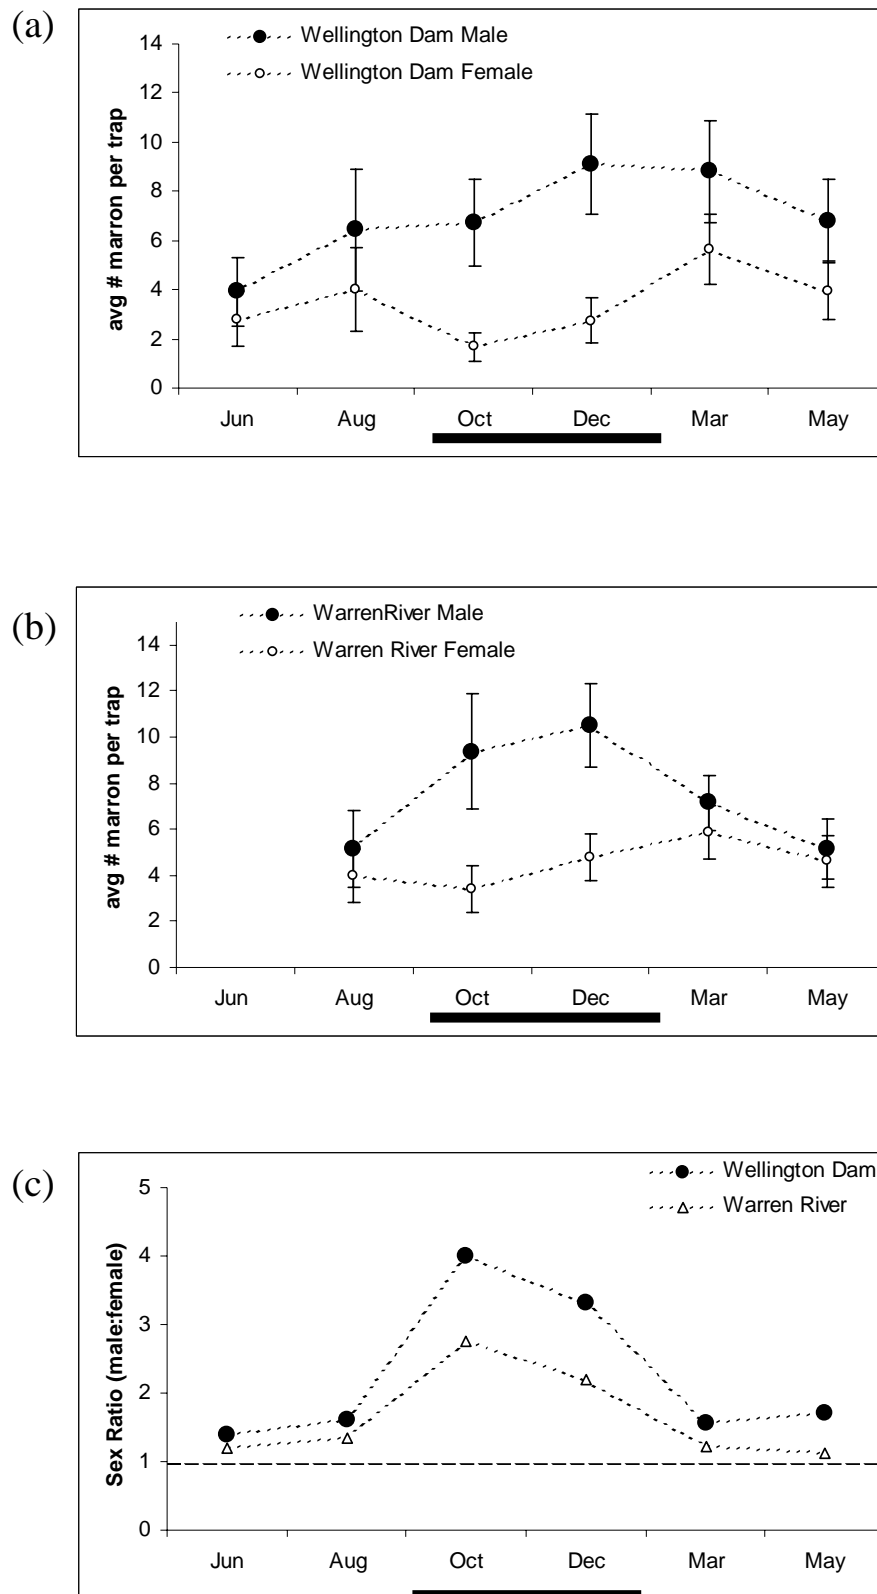 (a)
Wellington Dam Male
Wellington Dam Female
avg # marron per trap
14
12
10
8
6
4
2
0
Jun Aug Oct Dec Mar May
(b)
WarrenRiver Male
Warren River Female
avg # marron per trap
14
12
10
8
6
4
2
0
Jun Aug Oct Dec Mar May
(c)
Wellington Dam
Warren River
Sex Ratio (male:female)
5
4
3
2
1
0
Jun Aug Oct Dec Mar May